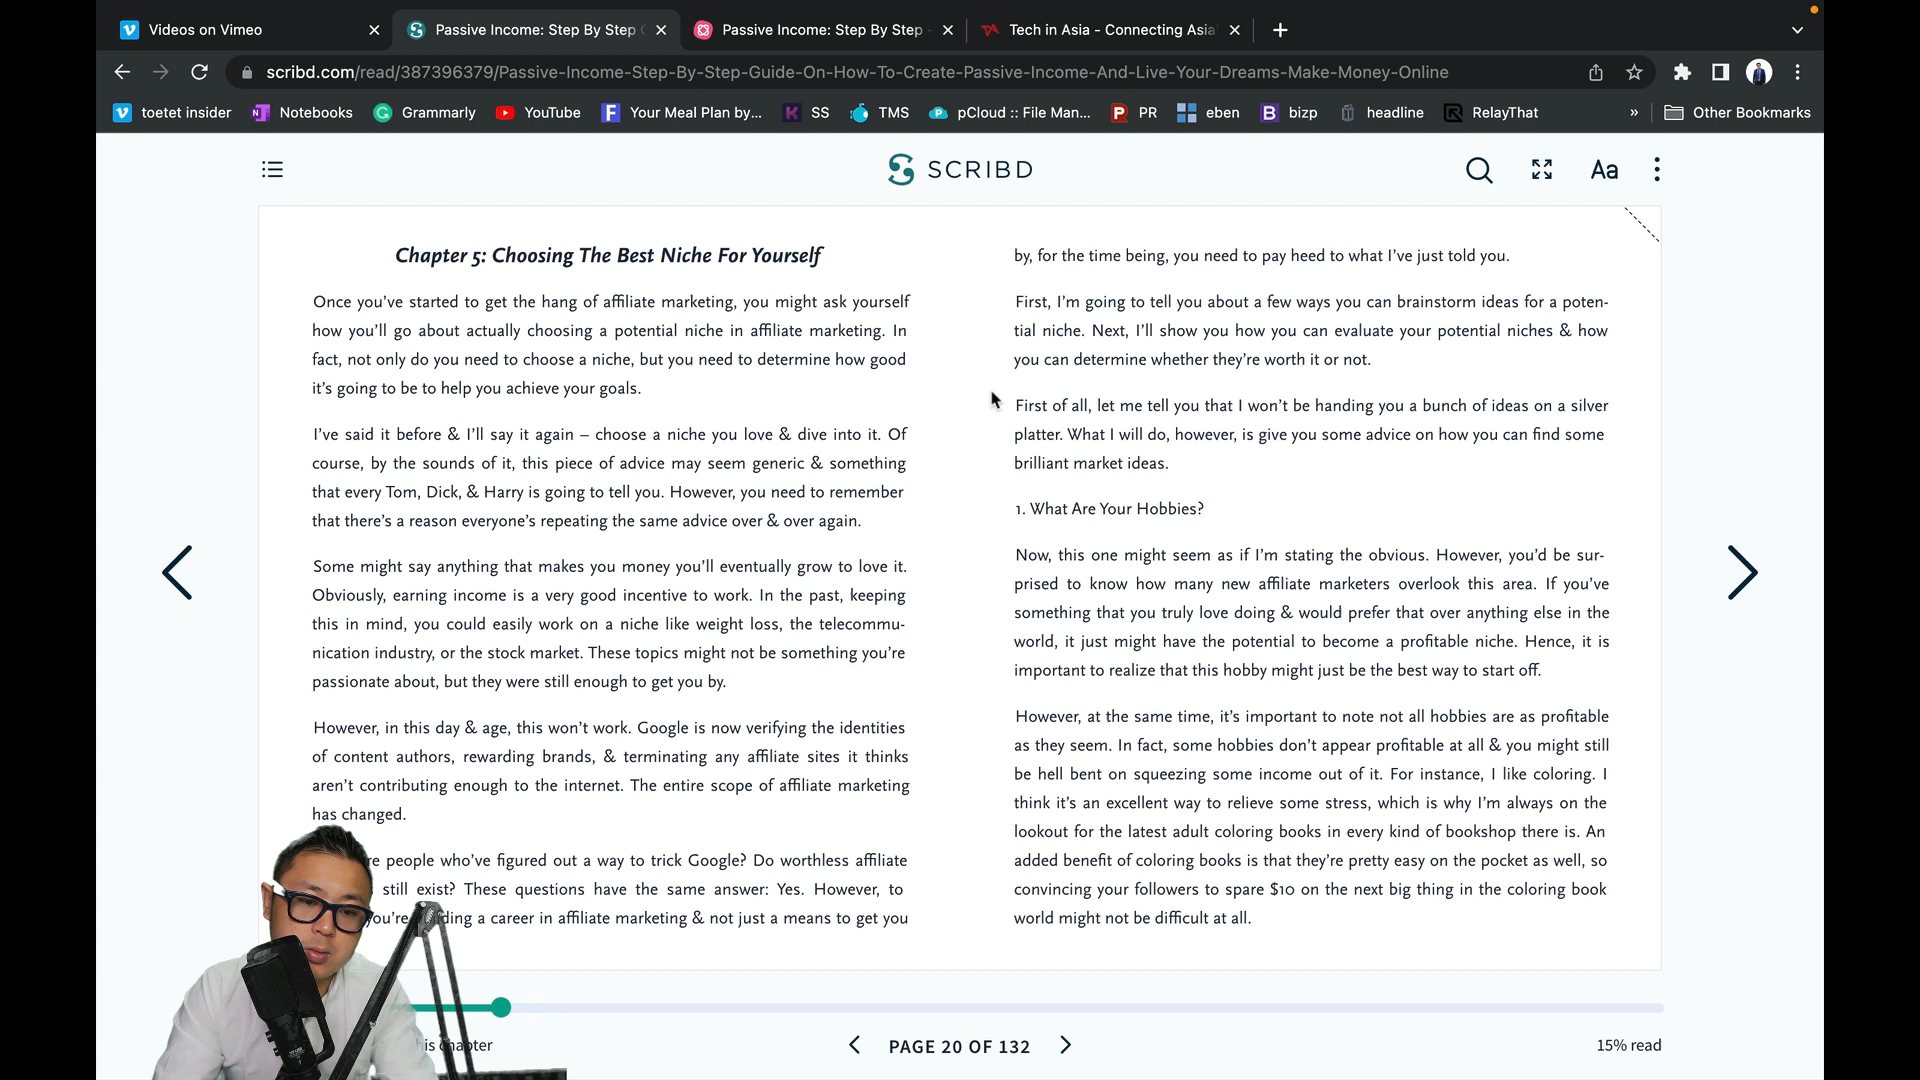 Videos on Vimeo
Passive Income: Step By Step
Passive Income: Step By Step
Tech in Asia - Connecting Asia'
scribd.com/read/387396379/Passive-Income-Step-By-Step-Guide-On-How-To-Create-Passive-Income-And-Live-Your-Dreams-Make-Money-Online
toetet insider
Notebooks
Grammarly
YouTube
Your Meal Plan by...
SS
TMS
pCloud :: File Man...
PR
eben
bizp
headline
RelayThat
»
Other Bookmarks
SCRIBD
Aa
Chapter 5: Choosing The Best Niche For Yourself
Once you've started to get the hang of affiliate marketing, you might ask yourself
how you'll go about actually choosing a potential niche in affiliate marketing. In
fact, not only do you need to choose a niche, but you need to determine how good
it's going to be to help you achieve your goals.
I've said it before & I'll say it again – choose a niche you love & dive into it. Of
course, by the sounds of it, this piece of advice may seem generic & something
that every Tom, Dick, & Harry is going to tell you. However, you need to remember
that there's a reason everyone's repeating the same advice over & over again.
Some might say anything that makes you money you'll eventually grow to love it.
Obviously, earning income is a very good incentive to work. In the past, keeping
this in mind, you could easily work on a niche like weight loss, the telecommu-
nication industry, or the stock market. These topics might not be something you're
passionate about, but they were still enough to get you by.
However, in this day & age, this won't work. Google is now verifying the identities
of content authors, rewarding brands, & terminating any affiliate sites it thinks
aren't contributing enough to the internet. The entire scope of affiliate marketing
has changed.
people who've figured out a way to trick Google? Do worthless affiliate
still exist? These questions have the same answer: Yes. However, to
you're a career in affiliate marketing & not just a means to get you
by, for the time being, you need to pay heed to what I've just told you.
First, I'm going to tell you about a few ways you can brainstorm ideas for a poten-
tial niche. Next, I'll show you how you can evaluate your potential niches & how
you can determine whether they're worth it or not.
First of all, let me tell you that I won't be handing you a bunch of ideas on a silver
platter. What I will do, however, is give you some advice on how you can find some
brilliant market ideas.
1. What Are Your Hobbies?
Now, this one might seem as if I'm stating the obvious. However, you'd be sur-
prised to know how many new affiliate marketers overlook this area. If you've
something that you truly love doing & would prefer that over anything else in the
world, it just might have the potential to become a profitable niche. Hence, it is
important to realize that this hobby might just be the best way to start off.
However, at the same time, it's important to note not all hobbies are as profitable
as they seem. In fact, some hobbies don't appear profitable at all & you might still
be hell bent on squeezing some income out of it. For instance, I like coloring. I
think it's an excellent way to relieve some stress, which is why I'm always on the
lookout for the latest adult coloring books in every kind of bookshop there is. An
added benefit of coloring books is that they're pretty easy on the pocket as well, so
convincing your followers to spare $10 on the next big thing in the coloring book
world might not be difficult at all.
chapter
PAGE 20 OF 132
15% read